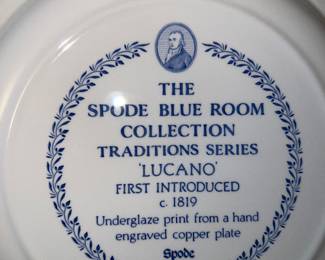 THE
SPODE BLUE ROOM
COLLECTION
TRADITIONS SERIES
'LUCANO'
FIRST INTRODUCED
c. 1819
Underglaze print from a hand
engraved copper plate
Spode